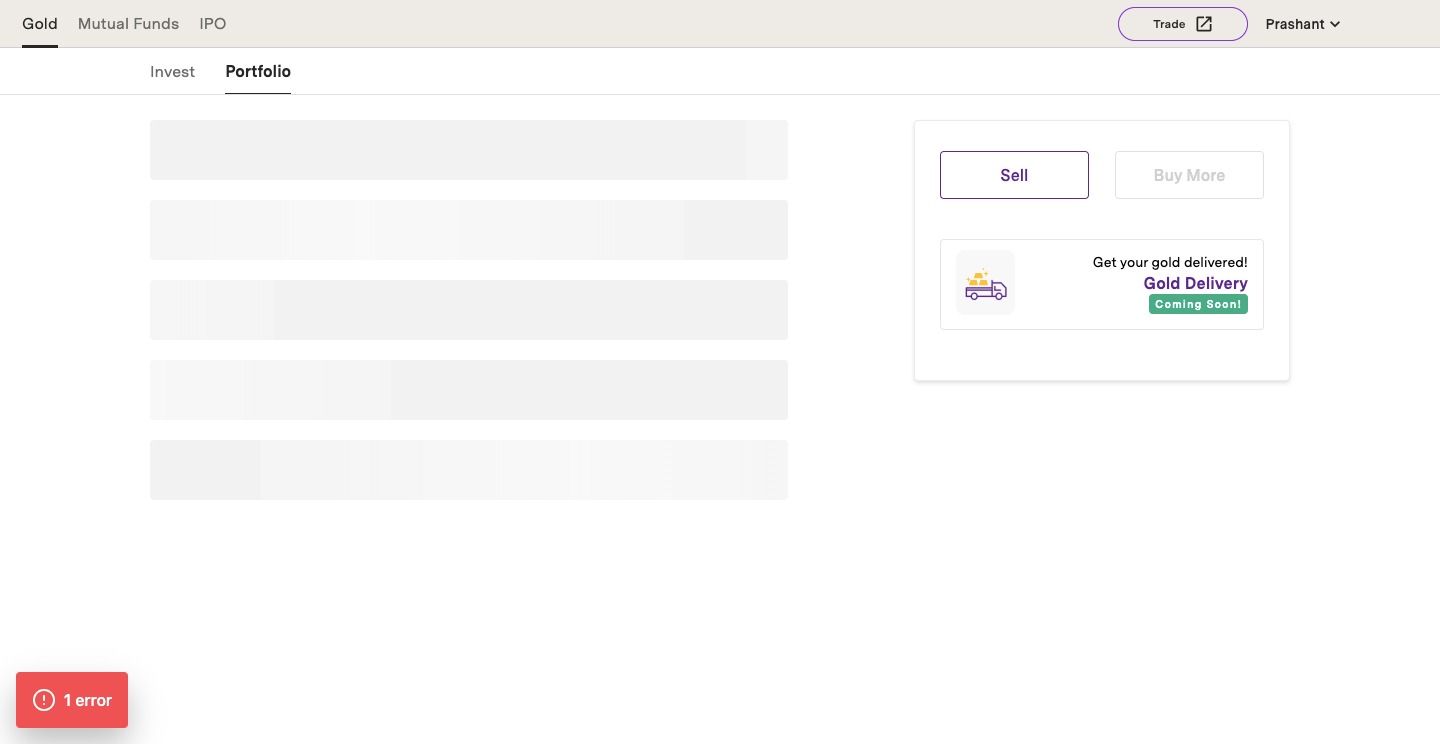 Gold Mutual Funds IPO Trade Prashant
Invest Portfolio
Sell Buy More
Get your gold delivered!
Gold Delivery
Coming Soon!
1 error